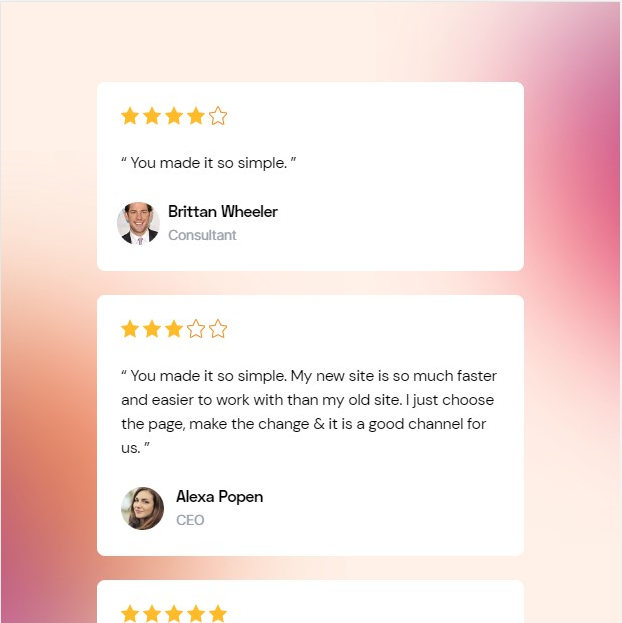 “ You made it so simple. ”
Brittan Wheeler
Consultant
“ You made it so simple. My new site is so much faster
and easier to work with than my old site. I just choose
the page, make the change & it is a good channel for
us. ”
Alexa Popen
CEO